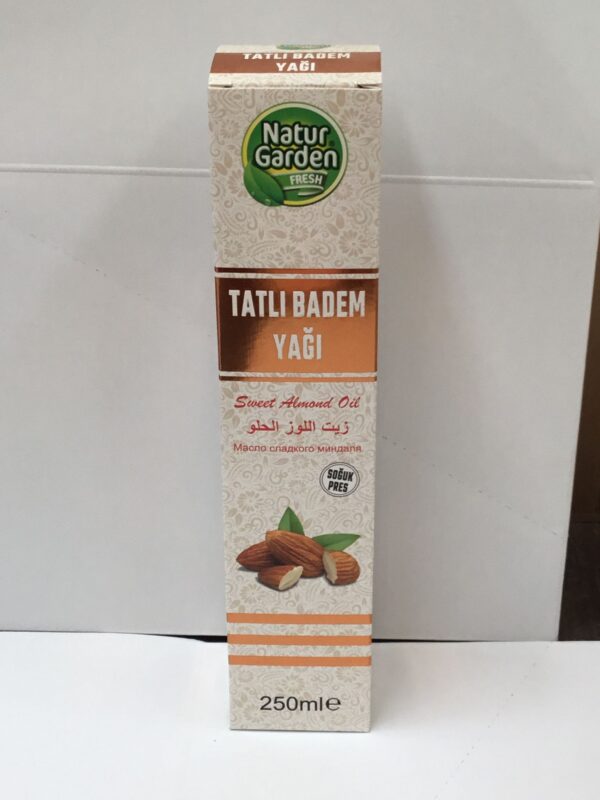 TATLI BADEM
YAĞI
Natur
Garden
FRESH
TATLI BADEM
YAĞI
Sweet Almond Oil
زيت اللوز الحلو
Масло сладкого миндаля
SOĞUK
PRES
250ml℮